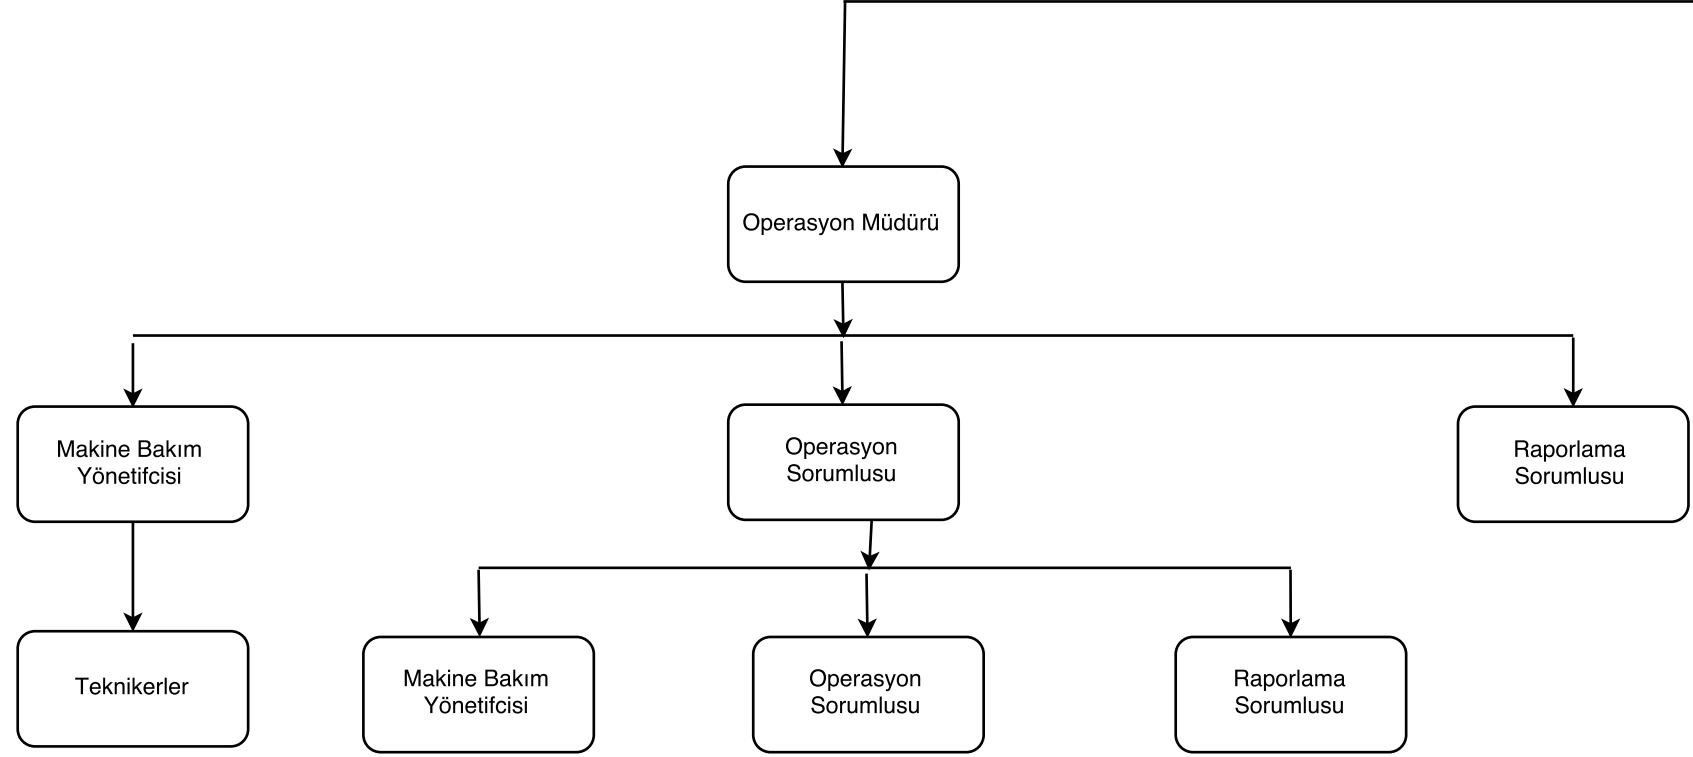 Operasyon Müdürü
Makine Bakım
Yönetifcisi
Operasyon
Sorumlusu
Raporlama
Sorumlusu
Teknikerler
Makine Bakım
Yönetifcisi
Operasyon
Sorumlusu
Raporlama
Sorumlusu